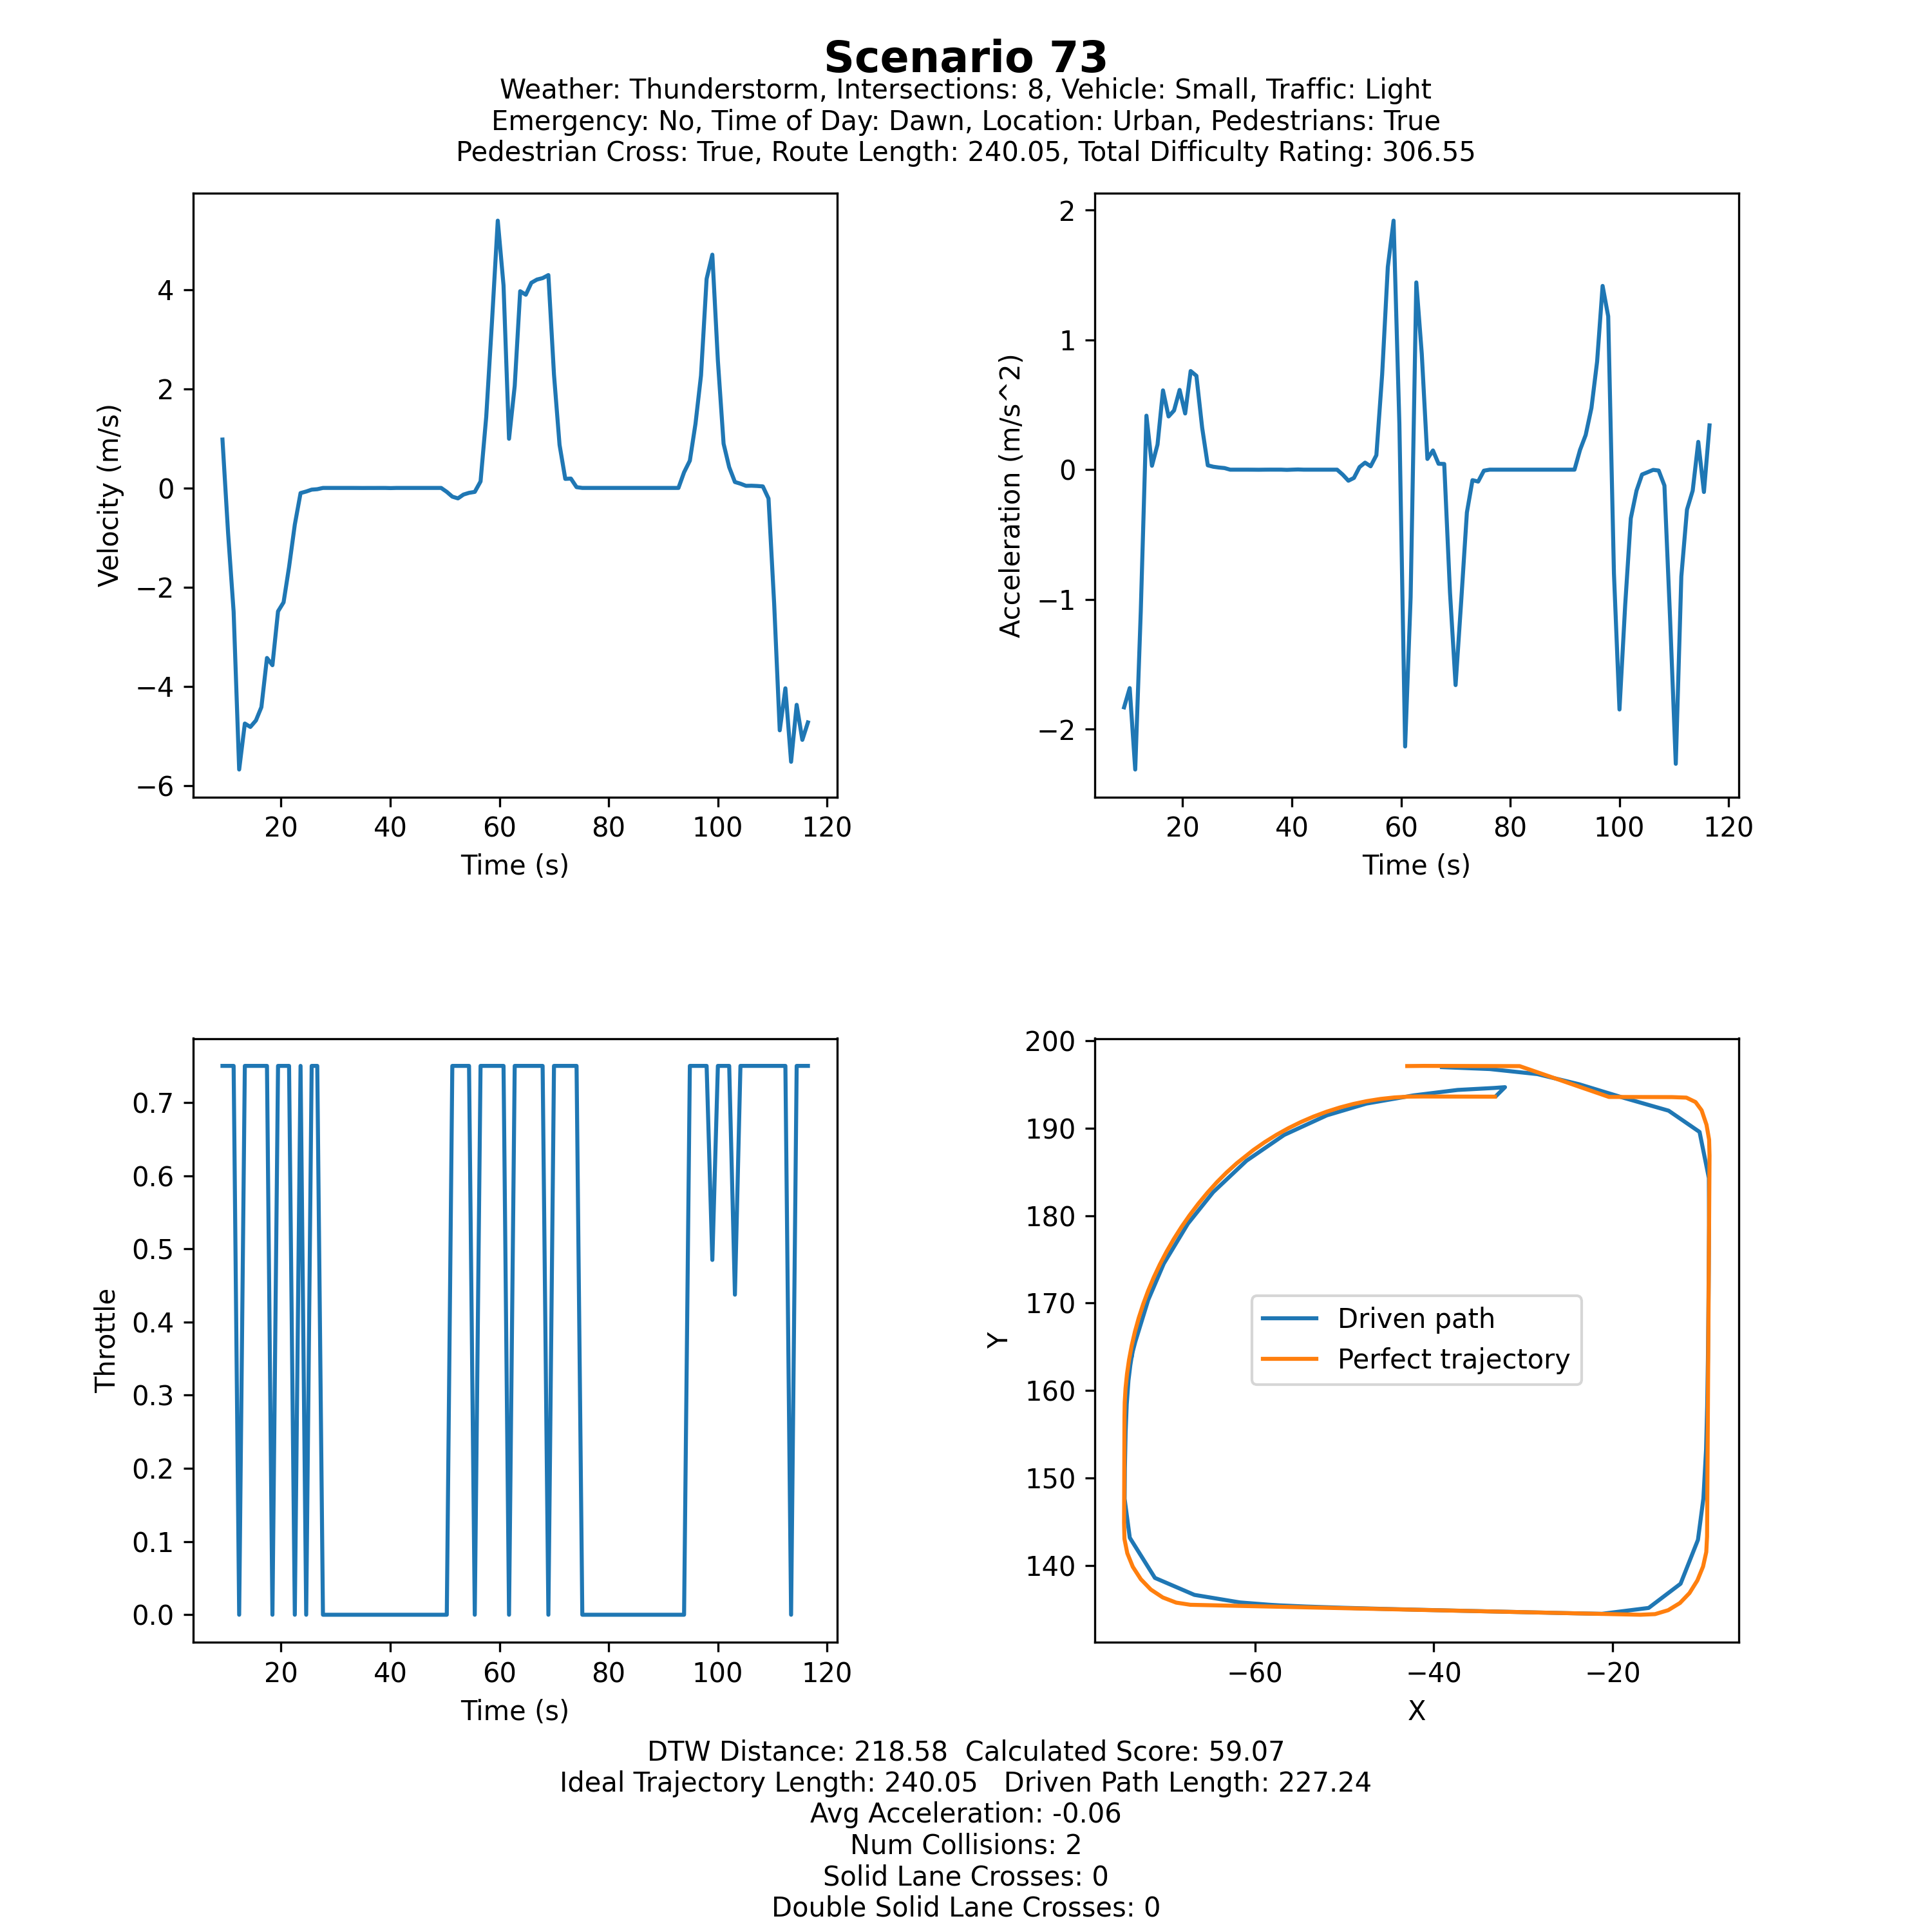 Scenario 73
Weather: Thunderstorm, Intersections: 8, Vehicle: Small, Traffic: Light
Emergency: No, Time of Day: Dawn, Location: Urban, Pedestrians: True
Pedestrian Cross: True, Route Length: 240.05, Total Difficulty Rating: 306.55
Velocity (m/s)
4
2
0
−2
−4
−6
20 40 60 80 100 120
Time (s)
Acceleration (m/s^2)
2
1
0
−1
−2
20 40 60 80 100 120
Time (s)
Throttle
0.7
0.6
0.5
0.4
0.3
0.2
0.1
0.0
20 40 60 80 100 120
Time (s)
Y
200
190
180
170
160
150
140
Driven path
Perfect trajectory
−60 −40 −20
X
DTW Distance: 218.58 Calculated Score: 59.07
Ideal Trajectory Length: 240.05 Driven Path Length: 227.24
Avg Acceleration: -0.06
Num Collisions: 2
Solid Lane Crosses: 0
Double Solid Lane Crosses: 0